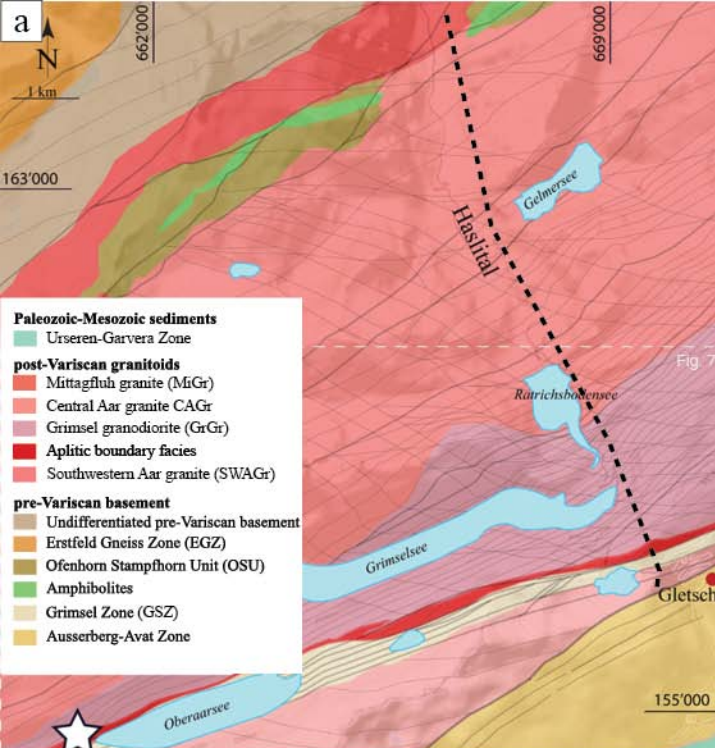 a
N
1 km
662'000
669'000
163'000
Gelmersee
Haslital
Fig. 7
Ratrichsbodensee
Grimselsee
Gletsch
155'000
Oberaarsee
Paleozoic-Mesozoic sediments
Urseren-Garvera Zone
post-Variscan granitoids
Mittagfluh granite (MiGr)
Central Aar granite CAGr
Grimsel granodiorite (GrGr)
Aplitic boundary facies
Southwestern Aar granite (SWAGr)
pre-Variscan basement
Undifferentiated pre-Variscan basement
Erstfeld Gneiss Zone (EGZ)
Ofenhorn Stampfhorn Unit (OSU)
Amphibolites
Grimsel Zone (GSZ)
Ausserberg-Avat Zone